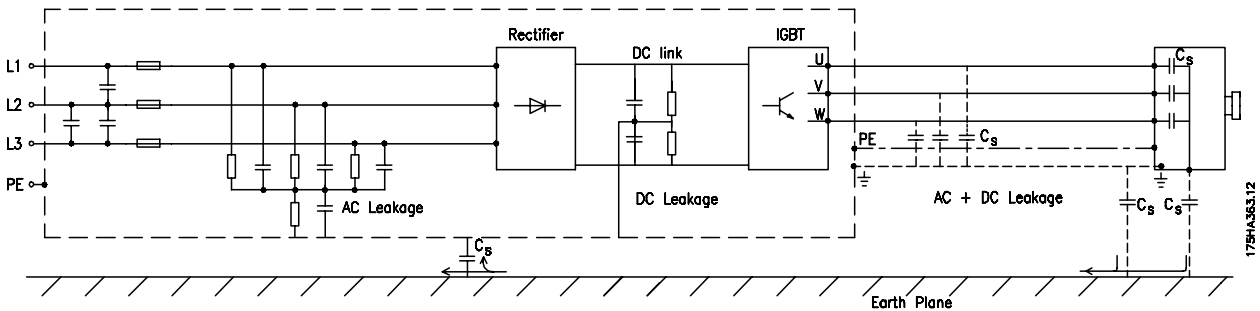 Rectifier
IGBT
DC link
U
V
W
L1
L2
L3
PE
PE
Cs
Cs
AC Leakage
DC Leakage
AC + DC Leakage
Cs
Cs
Cs
Earth Plane
175HA363.12